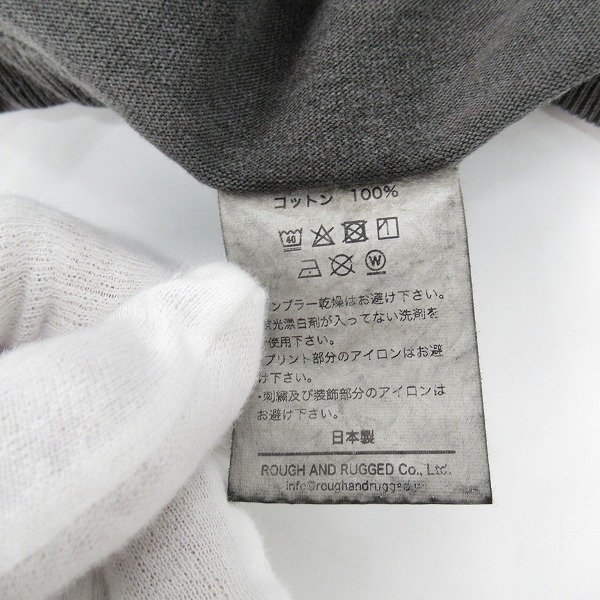 コットン 100%
40
W
ンブラー乾燥はお避け下さい。
光漂白剤が入ってない洗剤を
使用下さい。
プリント部分のアイロンはお避
け下さい。
・刺繍及び装飾部分のアイロンは
お避け下さい。
日本製
ROUGH AND RUGGED Co., Ltd.